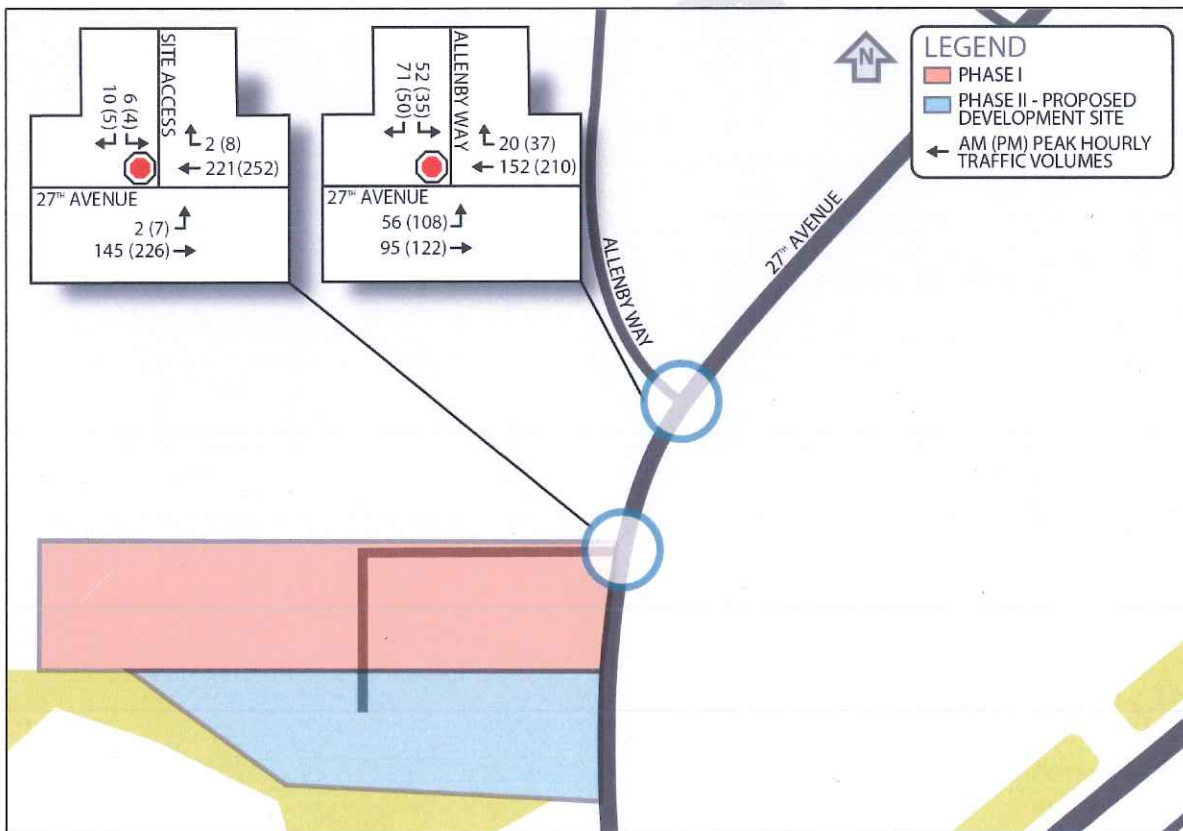 SITE ACCESS
6 (4)
10 (5)
2 (8)
221(252)
27TH AVENUE
2 (7)
145 (226)
ALLENBY WAY
52 (35)
71 (50)
20 (37)
152 (210)
27TH AVENUE
56 (108)
95 (122)
N
LEGEND
PHASE I
PHASE II - PROPOSED
DEVELOPMENT SITE
AM (PM) PEAK HOURLY
TRAFFIC VOLUMES
27TH AVENUE
ALLENBY WAY